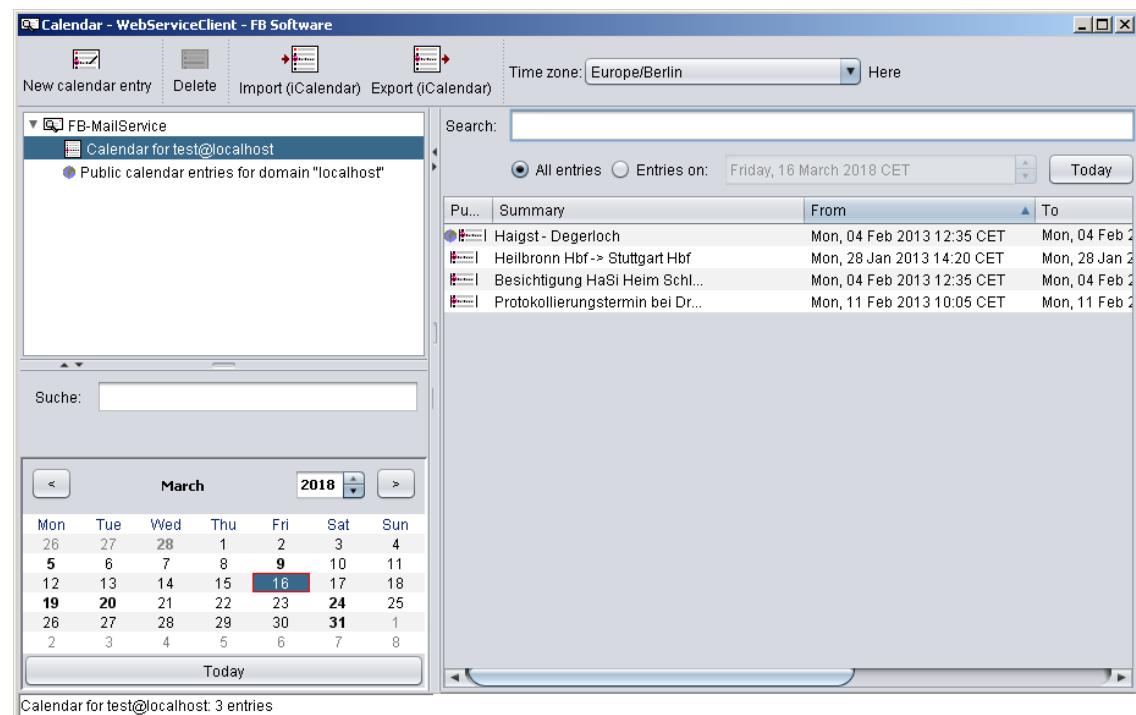 Calendar - WebServiceClient - FB Software
New calendar entry Delete Import (iCalendar) Export (iCalendar) Time zone: Europe/Berlin Here
FB-MailService
Calendar for test@localhost
Public calendar entries for domain "localhost"
Search:
All entries Entries on: Friday, 16 March 2018 CET Today
Pu... Summary From To
Haigst - Degerloch Mon, 04 Feb 2013 12:35 CET Mon, 04 Feb 2
Heilbronn Hbf -> Stuttgart Hbf Mon, 28 Jan 2013 14:20 CET Mon, 28 Jan 2
Besichtigung HaSi Heim Schl... Mon, 04 Feb 2013 12:35 CET Mon, 04 Feb 2
Protokollierungstermin bei Dr... Mon, 11 Feb 2013 10:05 CET Mon, 11 Feb 2
Suche:
< March 2018 >
Mon Tue Wed Thu Fri Sat Sun
26 27 28 1 2 3 4
5 6 7 8 9 10 11
12 13 14 15 16 17 18
19 20 21 22 23 24 25
26 27 28 29 30 31 1
2 3 4 5 6 7 8
Today
Calendar for test@localhost: 3 entries